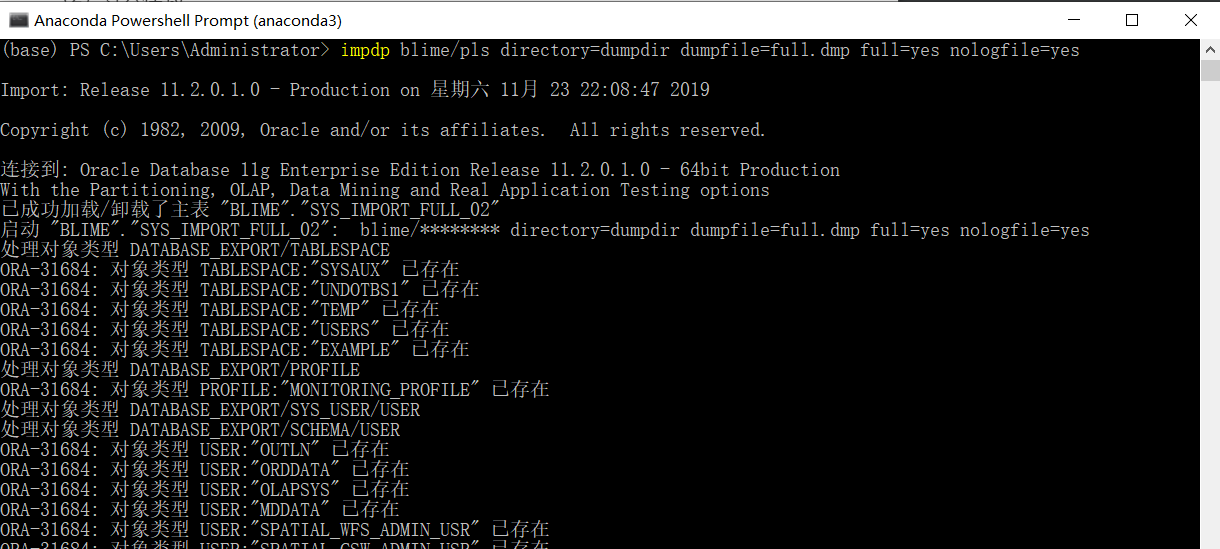 Anaconda Powershell Prompt (anaconda3)
(base) PS C:\Users\Administrator> impdp blime/pls directory=dumpdir dumpfile=full.dmp full=yes nologfile=yes
Import: Release 11.2.0.1.0 - Production on 星期六 11月 23 22:08:47 2019
Copyright (c) 1982, 2009, Oracle and/or its affiliates.  All rights reserved.
连接到: Oracle Database 11g Enterprise Edition Release 11.2.0.1.0 - 64bit Production
With the Partitioning, OLAP, Data Mining and Real Application Testing options
已成功加载/卸载了主表 "BLIME"."SYS_IMPORT_FULL_02"
启动 "BLIME"."SYS_IMPORT_FULL_02":  blime/******** directory=dumpdir dumpfile=full.dmp full=yes nologfile=yes
处理对象类型 DATABASE_EXPORT/TABLESPACE
ORA-31684: 对象类型 TABLESPACE:"SYSAUX" 已存在
ORA-31684: 对象类型 TABLESPACE:"UNDOTBS1" 已存在
ORA-31684: 对象类型 TABLESPACE:"TEMP" 已存在
ORA-31684: 对象类型 TABLESPACE:"USERS" 已存在
ORA-31684: 对象类型 TABLESPACE:"EXAMPLE" 已存在
处理对象类型 DATABASE_EXPORT/PROFILE
ORA-31684: 对象类型 PROFILE:"MONITORING_PROFILE" 已存在
处理对象类型 DATABASE_EXPORT/SYS_USER/USER
处理对象类型 DATABASE_EXPORT/SCHEMA/USER
ORA-31684: 对象类型 USER:"OUTLN" 已存在
ORA-31684: 对象类型 USER:"ORDDATA" 已存在
ORA-31684: 对象类型 USER:"OLAPSYS" 已存在
ORA-31684: 对象类型 USER:"MDDATA" 已存在
ORA-31684: 对象类型 USER:"SPATIAL_WFS_ADMIN_USR" 已存在
ORA-31684: 对象类型 USER:"SPATIAL_CSW_ADMIN_USR" 已存在